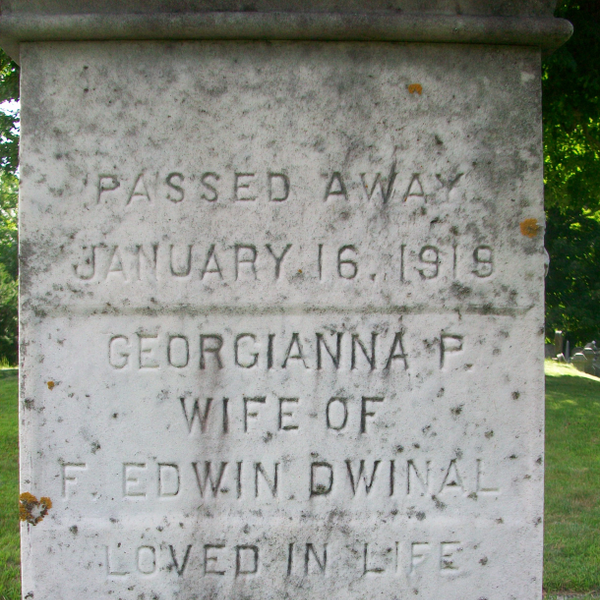 PASSED AWAY
JANUARY 16, 1919
GEORGIANNA P.
WIFE OF
F. EDWIN DWINAL
LOVED IN LIFE